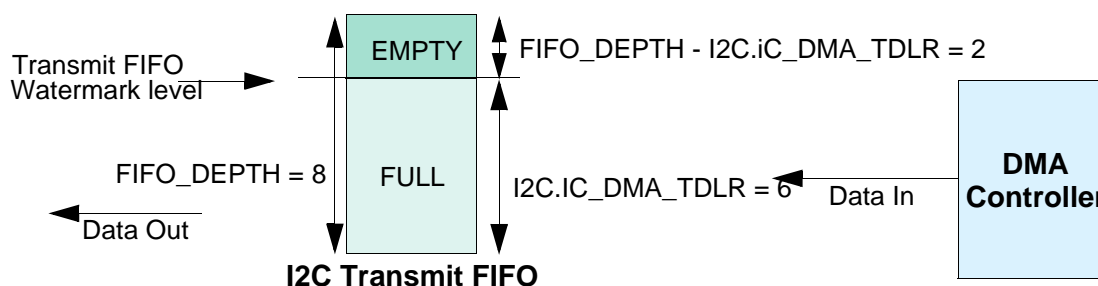 EMPTY
FIFO_DEPTH - I2C.iC_DMA_TDLR = 2
Transmit FIFO
Watermark level
FIFO_DEPTH = 8
FULL
I2C.IC_DMA_TDLR = 6
Data In
DMA
Controller
Data Out
I2C Transmit FIFO